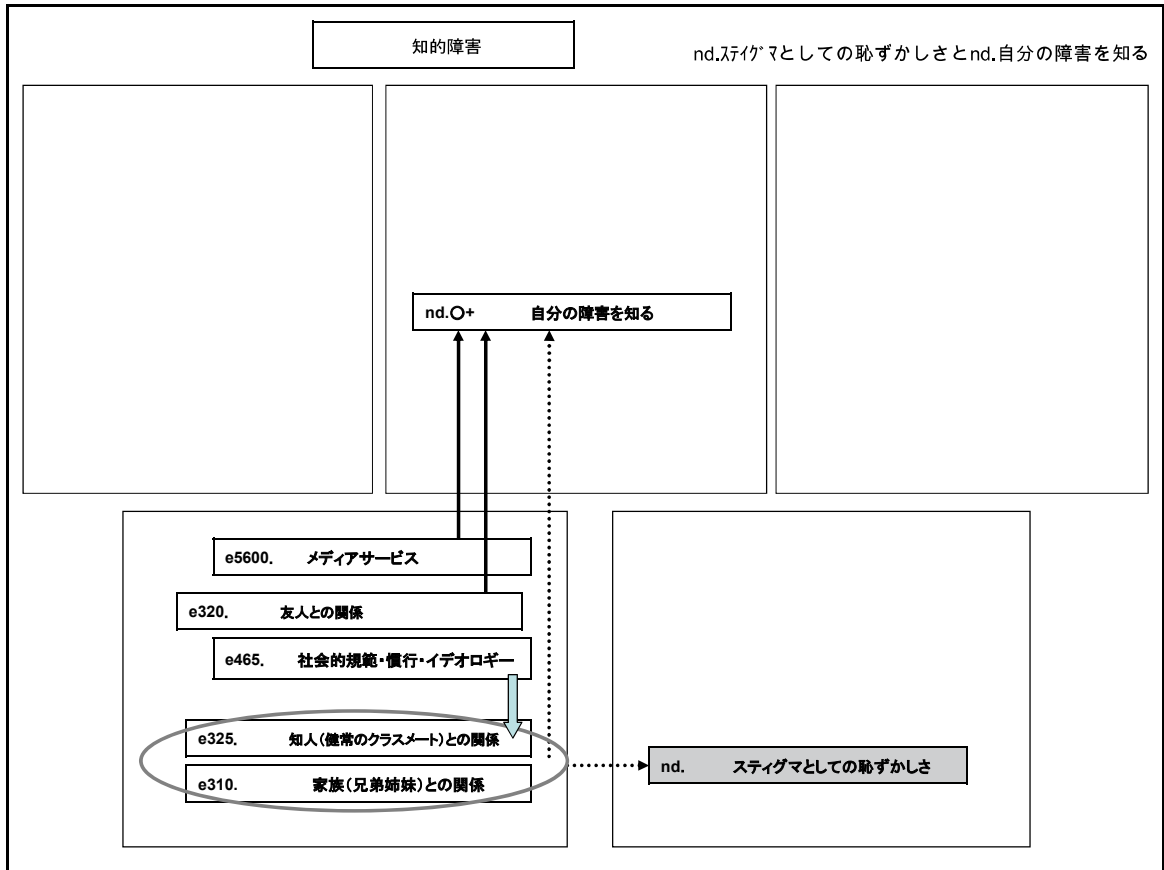 知的障害
nd.ｽﾃｨｸﾞﾏとしての恥ずかしさとnd.自分の障害を知る
nd.○+ 自分の障害を知る
e5600. メディアサービス
e320. 友人との関係
e465. 社会的規範・慣行・イデオロギー
e325. 知人(健常のクラスメート)との関係
e310. 家族(兄弟姉妹)との関係
nd. スティグマとしての恥ずかしさ